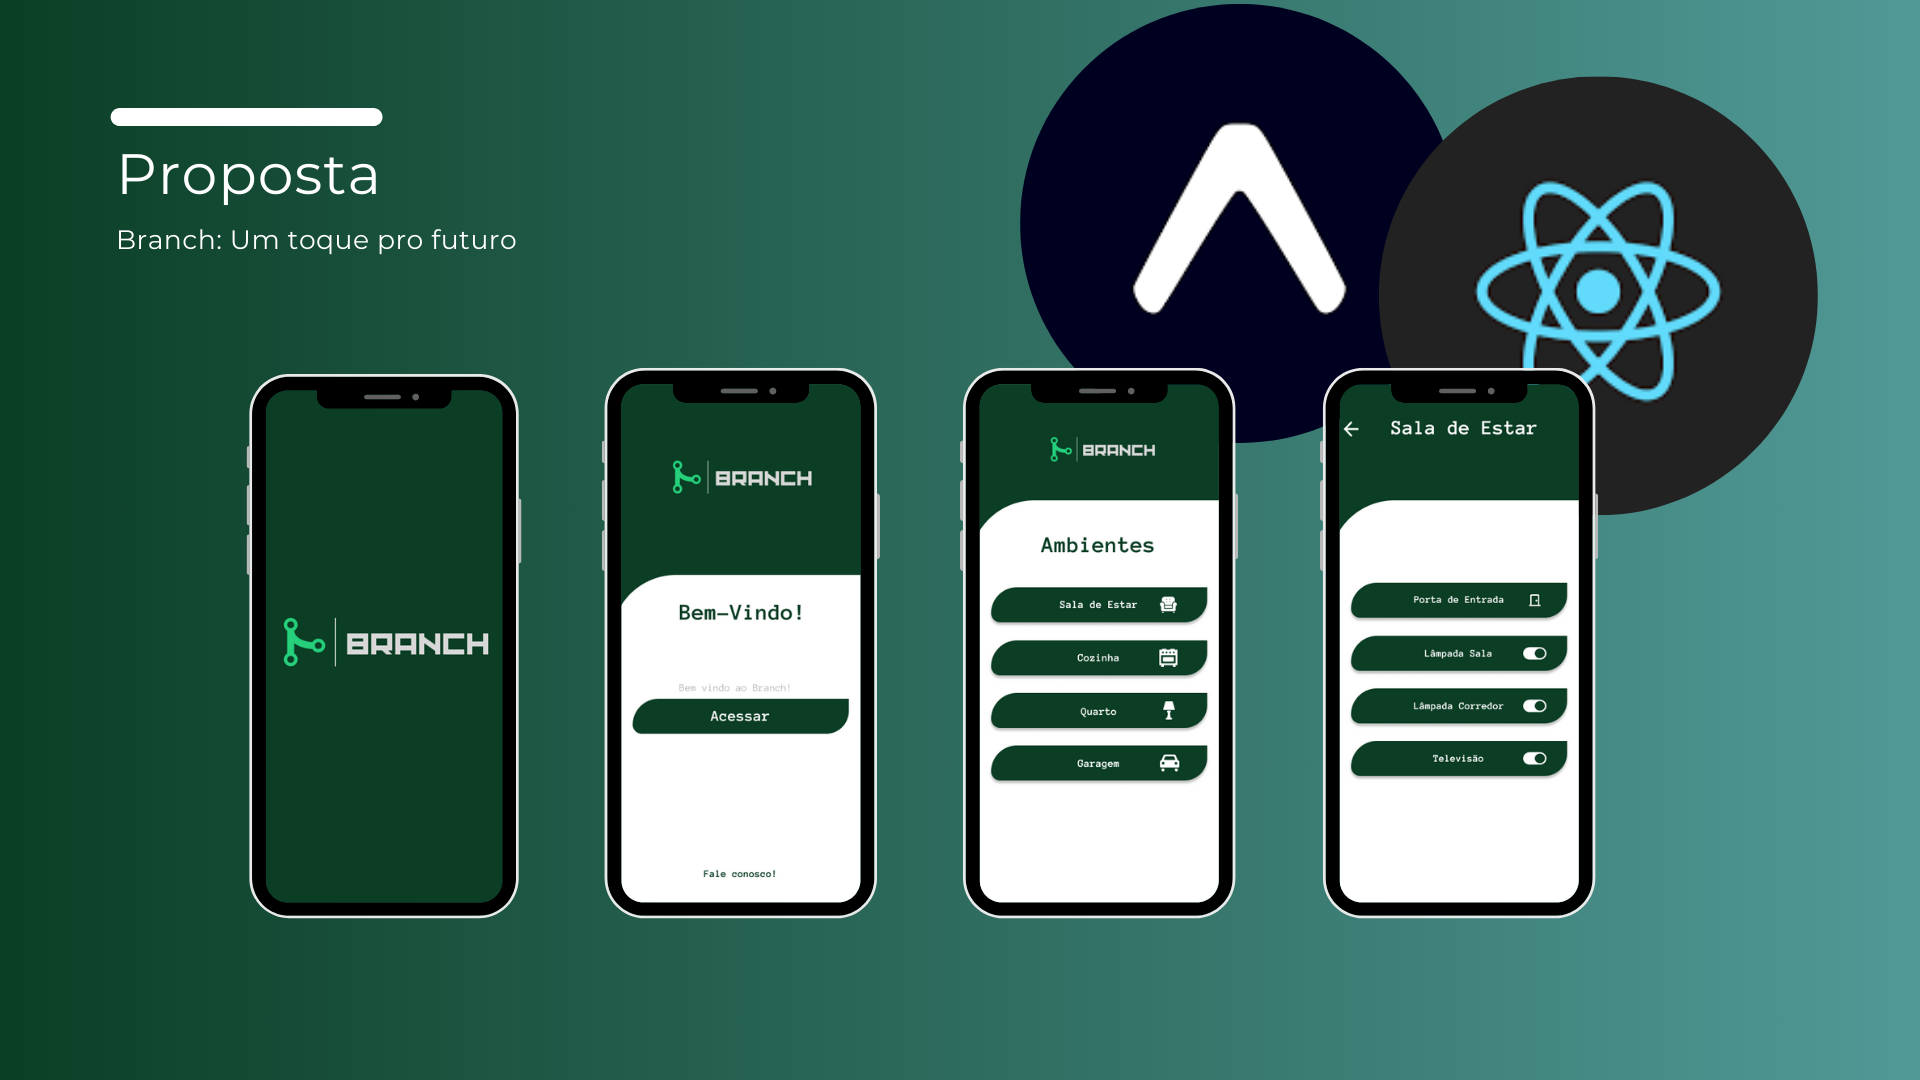 Proposta
Branch: Um toque pro futuro
BRANCH
BRANCH
Bem-Vindo!
Bem vindo ao Branch!
Acessar
Fale conosco!
BRANCH
Ambientes
Sala de Estar
Cozinha
Quarto
Garagem
Sala de Estar
Porta de Entrada
Lâmpada Sala
Lâmpada Corredor
Televisão